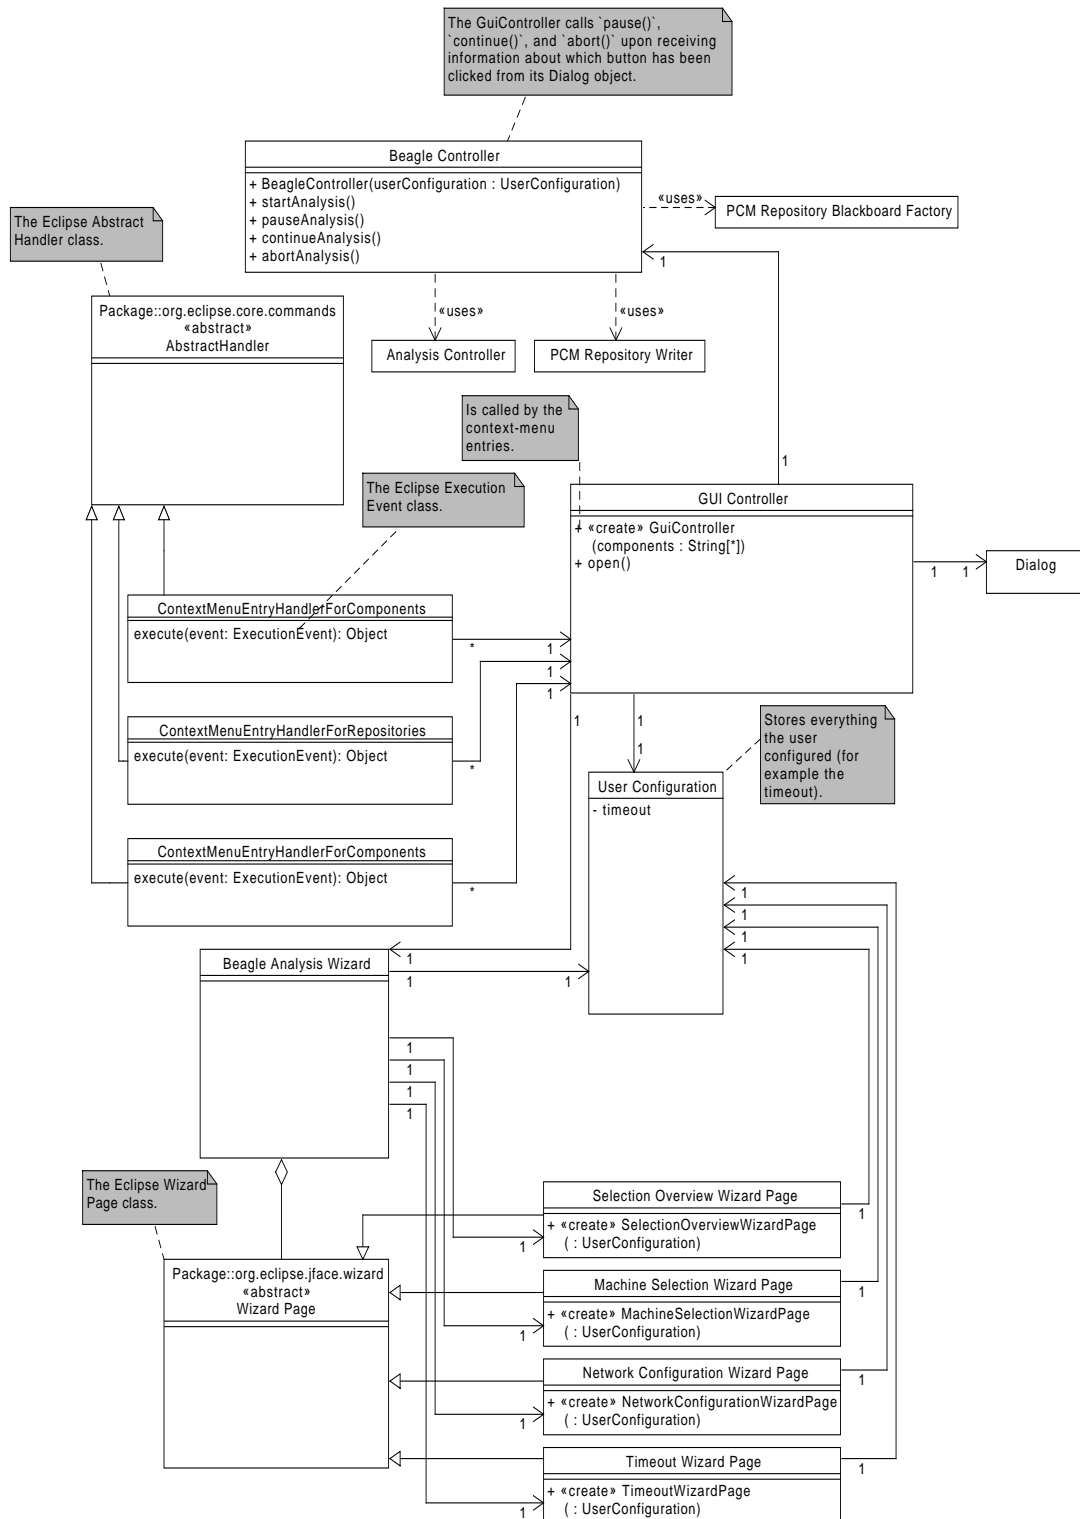 The GuiController calls `pause()`,
`continue()`, and `abort()` upon receiving
information about which button has been
clicked from its Dialog object.
Beagle Controller
+ BeagleController(userConfiguration : UserConfiguration)
+ startAnalysis()
+ pauseAnalysis()
+ continueAnalysis()
+ abortAnalysis()
«uses»
PCM Repository Blackboard Factory
The Eclipse Abstract
Handler class.
1
Package::org.eclipse.core.commands
«abstract»
AbstractHandler
«uses»
«uses»
Analysis Controller
PCM Repository Writer
Is called by the
context-menu
entries.
1
The Eclipse Execution
Event class.
GUI Controller
+ «create» GuiController
(components : String[*])
+ open()
1
1
Dialog
ContextMenuEntryHandlerForComponents
execute(event: ExecutionEvent): Object
*
1
1
1
ContextMenuEntryHandlerForRepositories
execute(event: ExecutionEvent): Object
*
1
1
1
Stores everything
the user
configured (for
example the
timeout).
User Configuration
- timeout
ContextMenuEntryHandlerForComponents
execute(event: ExecutionEvent): Object
*
1
1
1
1
1
Beagle Analysis Wizard
1
1
1
1
1
1
The Eclipse Wizard
Page class.
Package::org.eclipse.jface.wizard
«abstract»
Wizard Page
Selection Overview Wizard Page
+ «create» SelectionOverviewWizardPage
( : UserConfiguration)
1
1
Machine Selection Wizard Page
+ «create» MachineSelectionWizardPage
( : UserConfiguration)
1
1
Network Configuration Wizard Page
+ «create» NetworkConfigurationWizardPage
( : UserConfiguration)
1
1
Timeout Wizard Page
+ «create» TimeoutWizardPage
( : UserConfiguration)
1
1